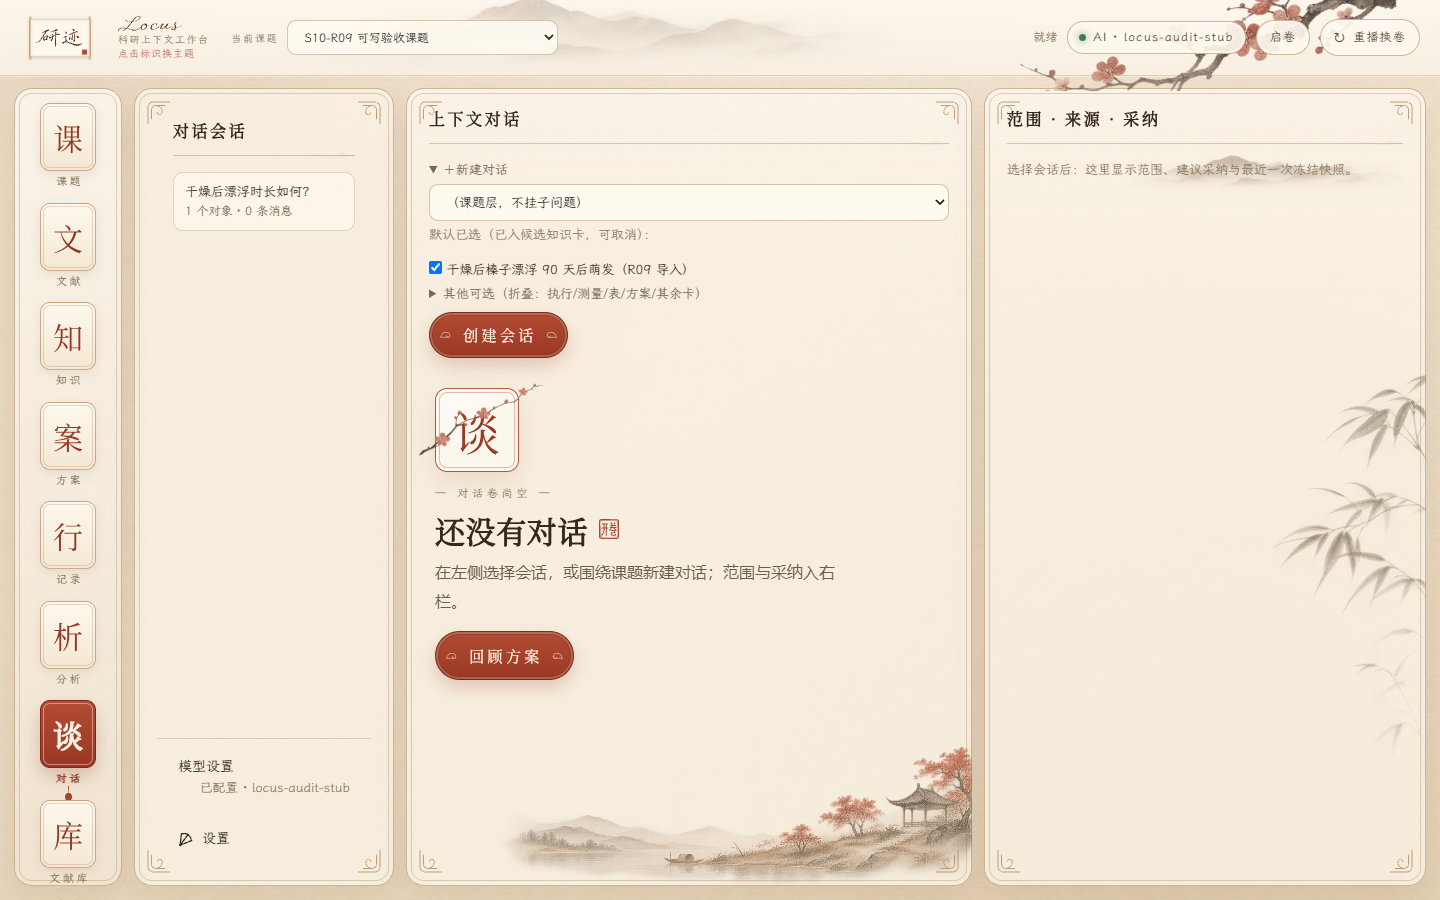 研迹
Locus
科研上下文工作台
点击标识换主题
当前课题
S10-R09 可写验收课题
就绪
AI · locus-audit-stub
启卷
↻ 重播换卷
课
课题
文
文献
知
知识
案
方案
行
记录
析
分析
谈
对话
库
文献库
对话会话
干燥后漂浮时长如何？
1 个对象 · 0 条消息
模型设置
已配置 · locus-audit-stub
设置
上下文对话
▼ ＋新建对话
（课题层，不挂子问题）
默认已选（已入候选知识卡，可取消）：
干燥后榛子漂浮 90 天后萌发（R09 导入）
▶ 其他可选（折叠：执行/测量/表/方案/其余卡）
创建会话
谈
— 对话卷尚空 —
还没有对话
在左侧选择会话，或围绕课题新建对话；范围与采纳入右
栏。
回顾方案
范围 · 来源 · 采纳
选择会话后：这里显示范围、建议采纳与最近一次冻结快照。